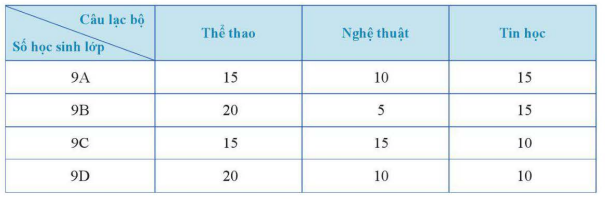 Câu lạc bộ
Số học sinh lớp
Thể thao
Nghệ thuật
Tin học
9A 15 10 15
9B 20 5 15
9C 15 15 10
9D 20 10 10